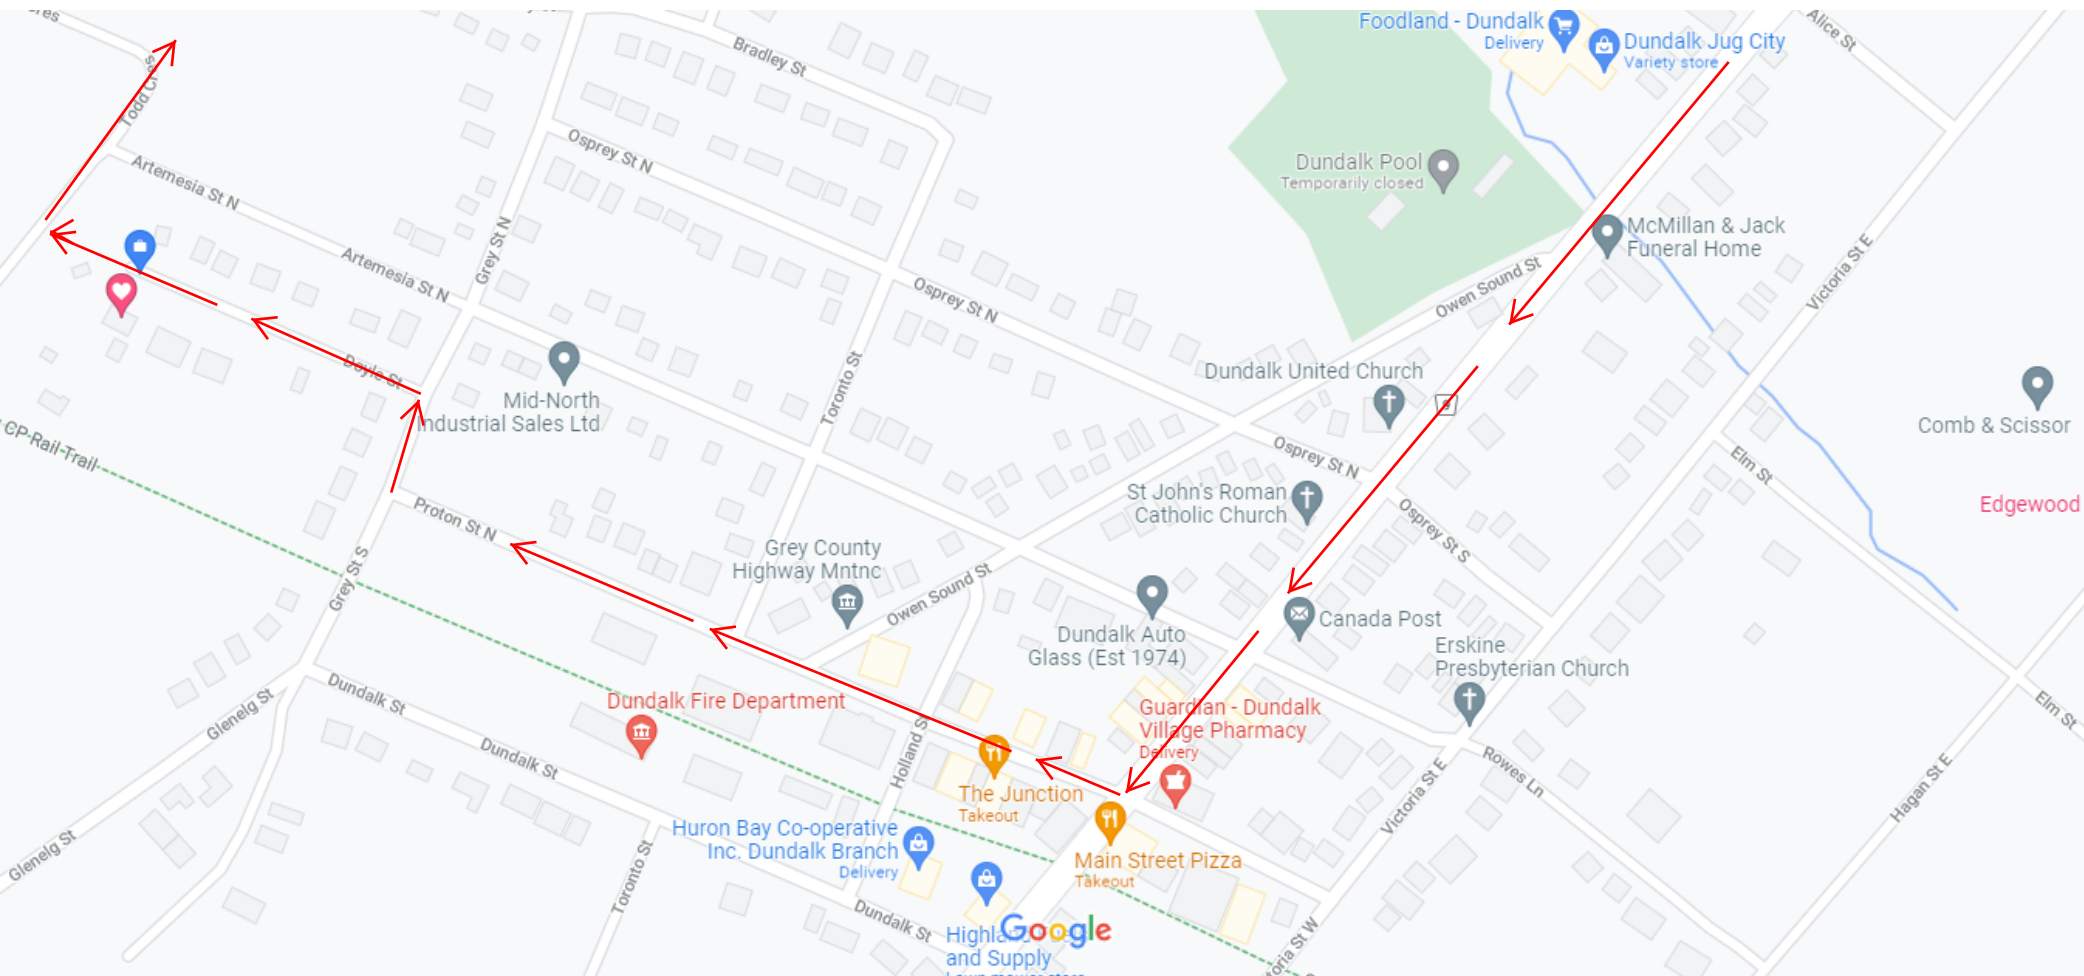 Foodland - Dundalk
Delivery
Dundalk Jug City
Variety store
Alice St
Bradley St
Todd Cres
Osprey St N
Artemesia St N
Dundalk Pool
Temporarily closed
McMillan & Jack
Funeral Home
Grey St N
Victoria St E
Artemesia St N
Owen Sound St
Osprey St N
Doyle St
Mid-North
Industrial Sales Ltd
Toronto St
Dundalk United Church
9
Comb & Scissor
CP Rail Trail
Osprey St N
Elm St
St John's Roman
Catholic Church
Edgewood
Proton St N
Osprey St S
Grey County
Highway Mntnc
Grey St S
Owen Sound St
Canada Post
Dundalk Auto
Glass (Est 1974)
Erskine
Presbyterian Church
Dundalk St
Glenelg St
Dundalk Fire Department
Guardian - Dundalk
Village Pharmacy
Delivery
Elm St
Dundalk St
Holland St
Rowes Ln
Victoria St E
Hagan St E
The Junction
Takeout
Huron Bay Co-operative
Inc. Dundalk Branch
Delivery
Main Street Pizza
Takeout
Glenelg St
Toronto St
Dundalk St
Google
and Supply